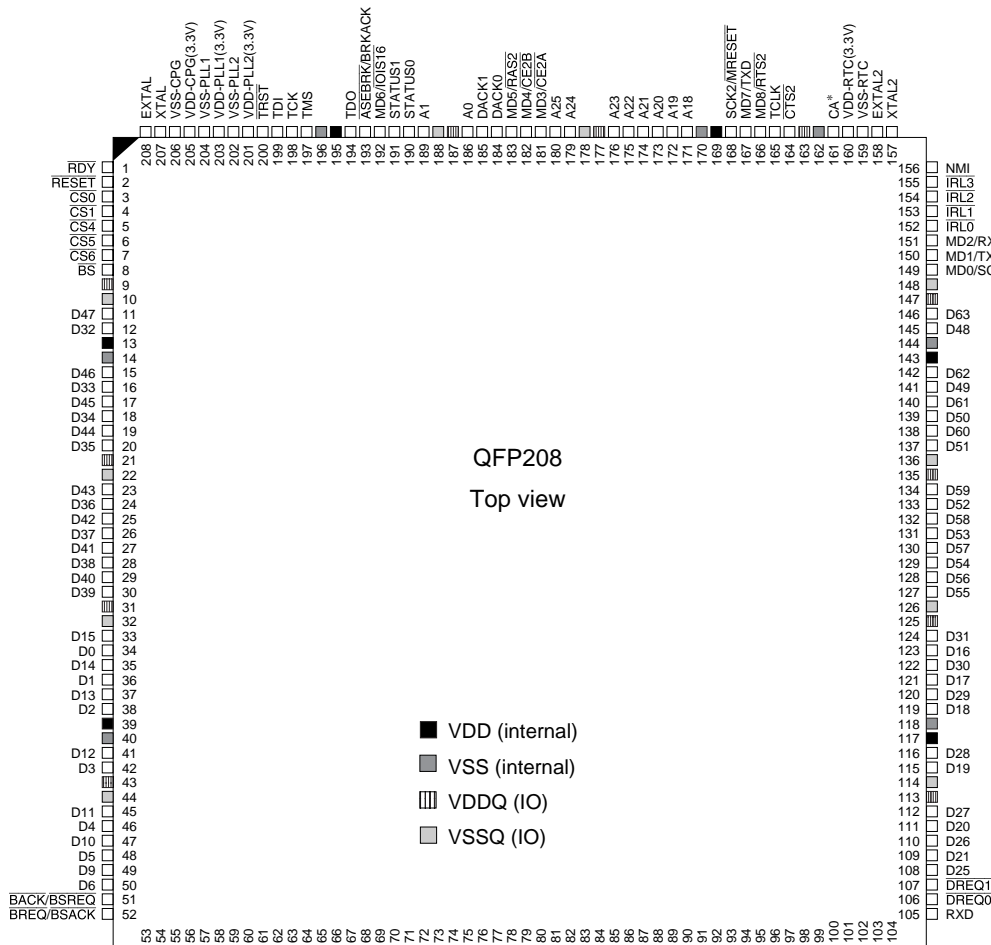 EXTAL
XTAL
VSS-CPG
VDD-CPG(3.3V)
VSS-PLL1
VDD-PLL1(3.3V)
VSS-PLL2
VDD-PLL2(3.3V)
TRST
TDI
TCK
TMS
TDO
ASEBRK/BRKACK
MD6/IOIS16
STATUS1
STATUS0
A1
A0
DACK1
DACK0
MD5/RAS2
MD4/CE2B
MD3/CE2A
A25
A24
A23
A22
A21
A20
A19
A18
SCK2/MRESET
MD7/TXD
MD8/RTS2
TCLK
CTS2
CA*
VDD-RTC(3.3V)
VSS-RTC
EXTAL2
XTAL2
208
207
206
205
204
203
202
201
200
199
198
197
196
195
194
193
192
191
190
189
188
187
186
185
184
183
182
181
180
179
178
177
176
175
174
173
172
171
170
169
168
167
166
165
164
163
162
161
160
159
158
157
RDY 1
RESET 2
CS0 3
CS1 4
CS4 5
CS5 6
CS6 7
BS 8
9
10
D47 11
D32 12
13
14
D46 15
D33 16
D45 17
D34 18
D44 19
D35 20
21
22
D43 23
D36 24
D42 25
D37 26
D41 27
D38 28
D40 29
D39 30
31
32
D15 33
D0 34
D14 35
D1 36
D13 37
D2 38
39
40
D12 41
D3 42
43
44
D11 45
D4 46
D10 47
D5 48
D9 49
D6 50
BACK/BSREQ 51
BREQ/BSACK 52
QFP208
Top view
VDD (internal)
VSS (internal)
VDDQ (IO)
VSSQ (IO)
156 NMI
155 IRL3
154 IRL2
153 IRL1
152 IRL0
151 MD2/RX
150 MD1/TX
149 MD0/SC
148
147
146 D63
145 D48
144
143
142 D62
141 D49
140 D61
139 D50
138 D60
137 D51
136
135
134 D59
133 D52
132 D58
131 D53
130 D57
129 D54
128 D56
127 D55
126
125
124 D31
123 D16
122 D30
121 D17
120 D29
119 D18
118
117
116 D28
115 D19
114
113
112 D27
111 D20
110 D26
109 D21
108 D25
107 DREQ1
106 DREQ0
105 RXD
53
54
55
56
57
58
59
60
61
62
63
64
65
66
67
68
69
70
71
72
73
74
75
76
77
78
79
80
81
82
83
84
85
86
87
88
89
90
91
92
93
94
95
96
97
98
99
100
101
102
103
104